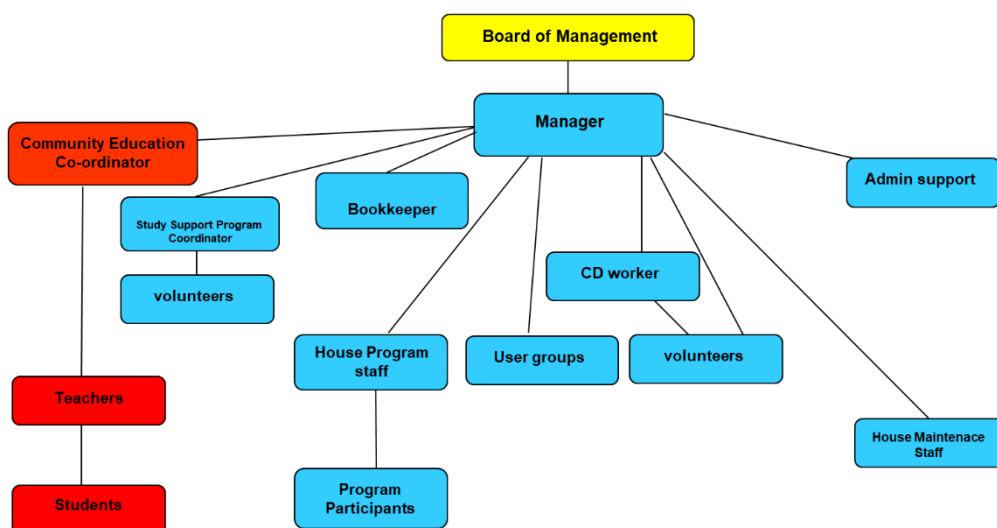 Board of Management
Manager
Community Education
Co-ordinator
Admin support
Bookkeeper
Study Support Program
Coordinator
CD worker
volunteers
House Program
staff
User groups
volunteers
Teachers
House Maintenace
Staff
Program
Participants
Students